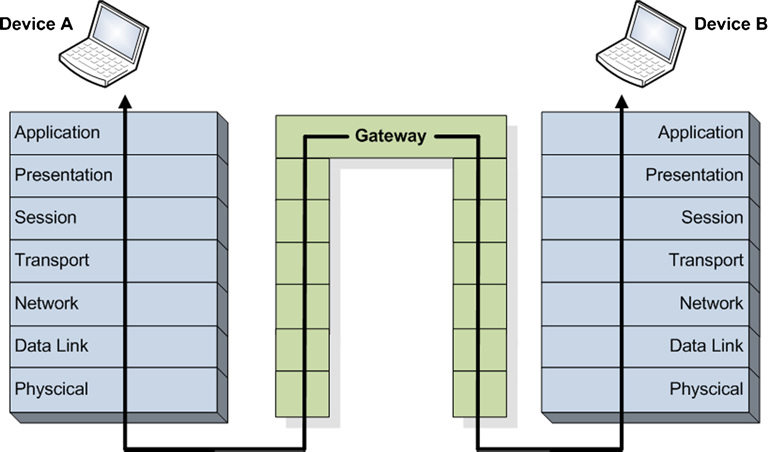 Device A
Device B
Gateway
Application
Presentation
Session
Transport
Network
Data Link
Physcical
Application
Presentation
Session
Transport
Network
Data Link
Physcical